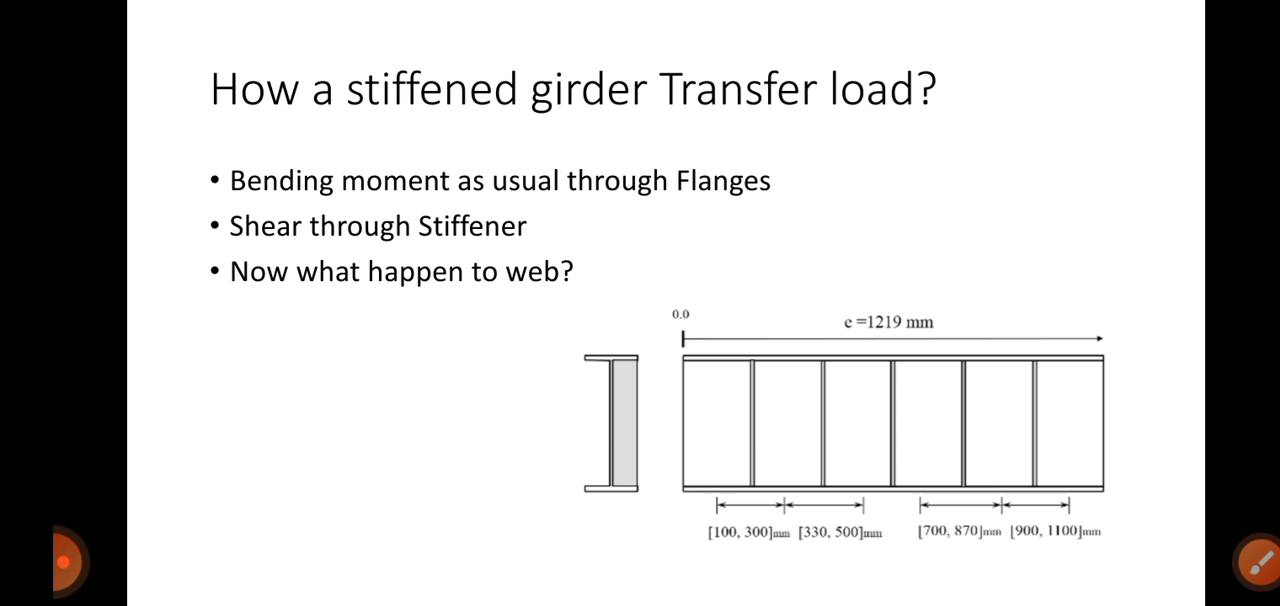 How a stiffened girder Transfer load?
• Bending moment as usual through Flanges
• Shear through Stiffener
• Now what happen to web?
0.0
e =1219 mm
[100, 300]mm [330, 500]mm [700, 870]mm [900, 1100]mm